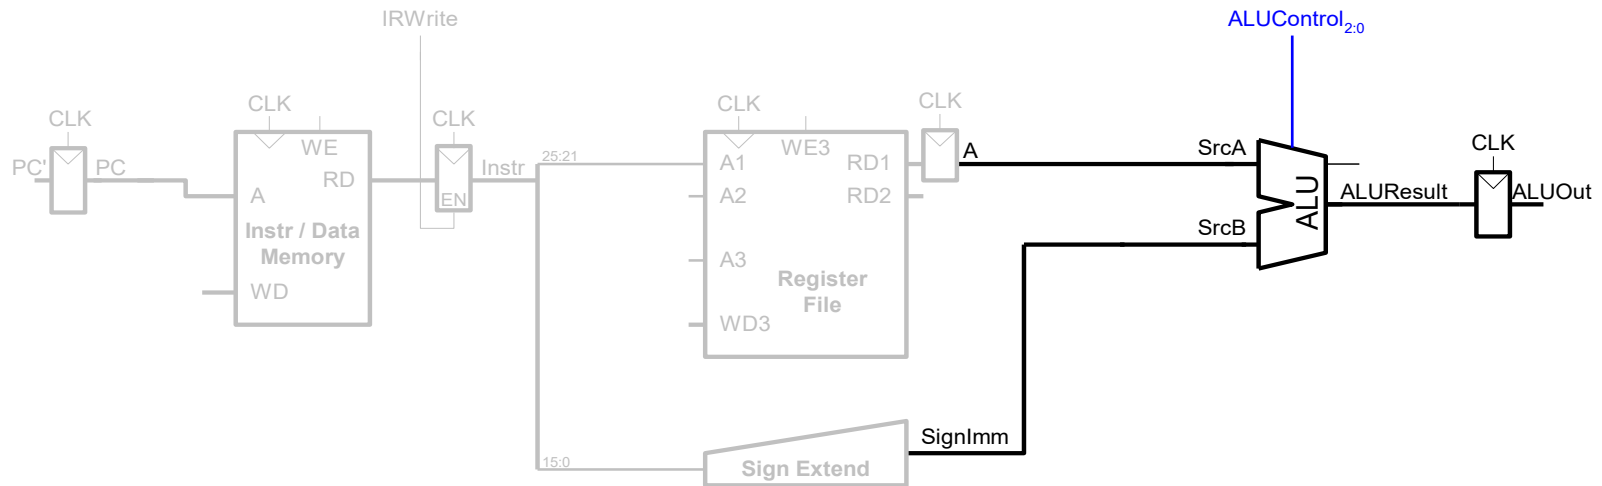 IRWrite
ALUControl2:0
CLK
CLK
CLK
CLK
CLK
CLK
PC'
PC
WE
RD
A
Instr / Data
Memory
WD
EN
Instr
25:21
A1
WE3
RD1
A2
RD2
A3
Register
File
WD3
A
SrcA
SrcB
ALU
ALUResult
ALUOut
SignImm
15:0
Sign Extend